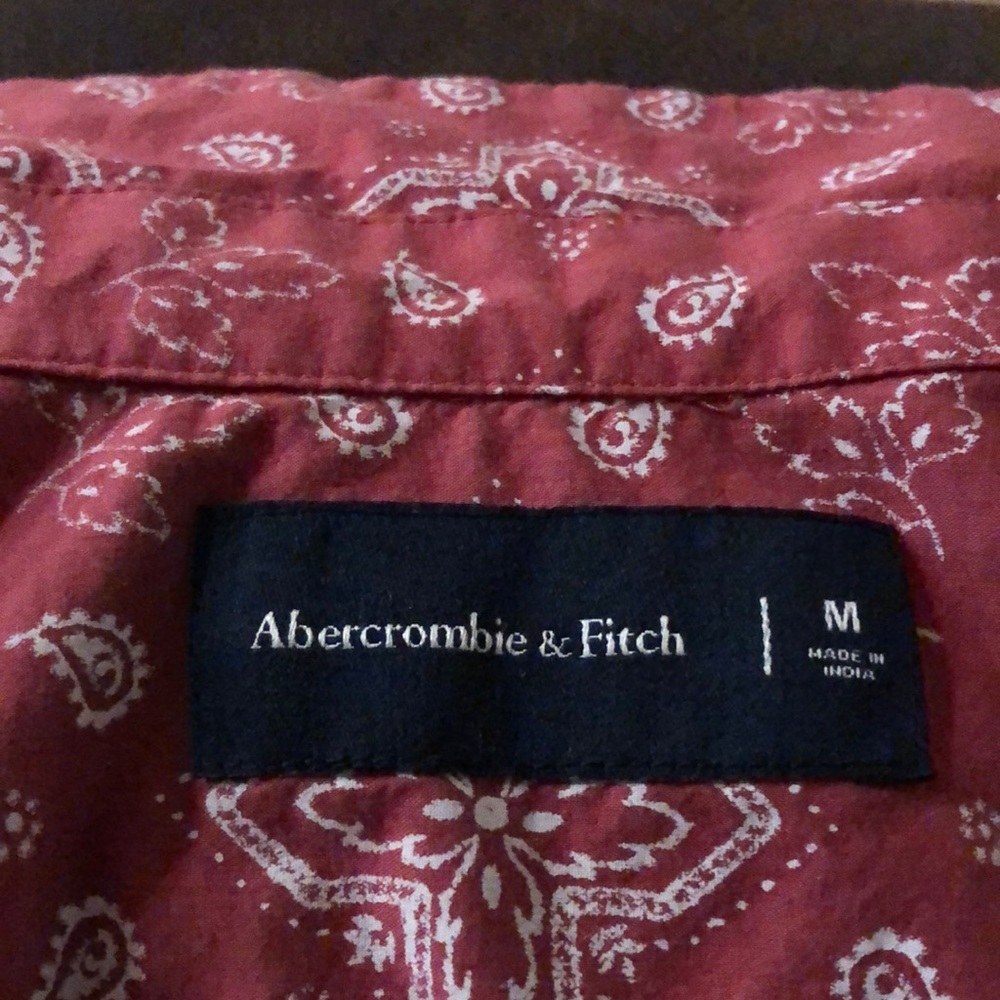 Abercrombie & Fitch
M
MADE IN
INDIA